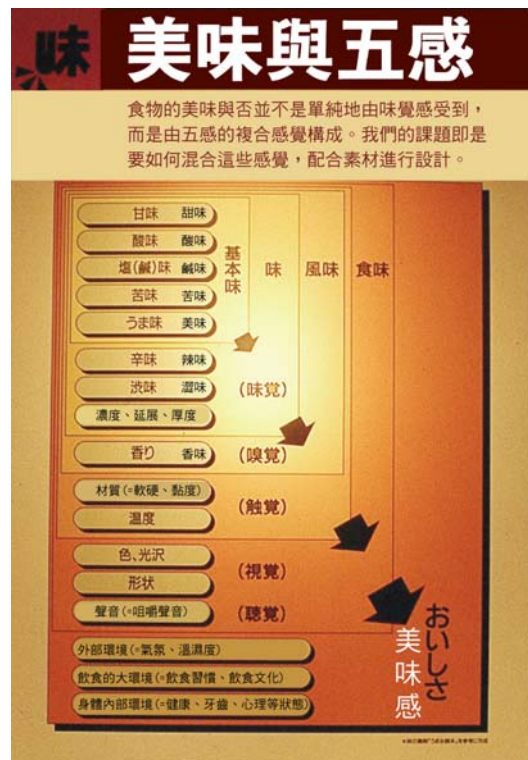 味
美味與五感
食物的美味與否並不是單純地由味覺感受到,
而是由五感的複合感覺構成。我們的課題即是
要如何混合這些感覺,配合素材進行設計。
甘味 甜味
酸味 酸味
塩(鹹)味 鹹味
苦味 苦味
うま味 美味
基本味
味
風味
食味
辛味 辣味
渋味 澀味
濃度、延展、厚度
(味覚)
香り 香味
(嗅覚)
材質(=軟硬、黏度)
温度
(触覚)
色、光沢
形状
(視覚)
聲音(=咀嚼聲音)
(聴覚)
おいしさ
美味感
外部環境(=氣氛、溫濕度)
飲食的大環境(=飲食習慣、飲食文化)
身體內部環境(=健康、牙齒、心理等狀態)